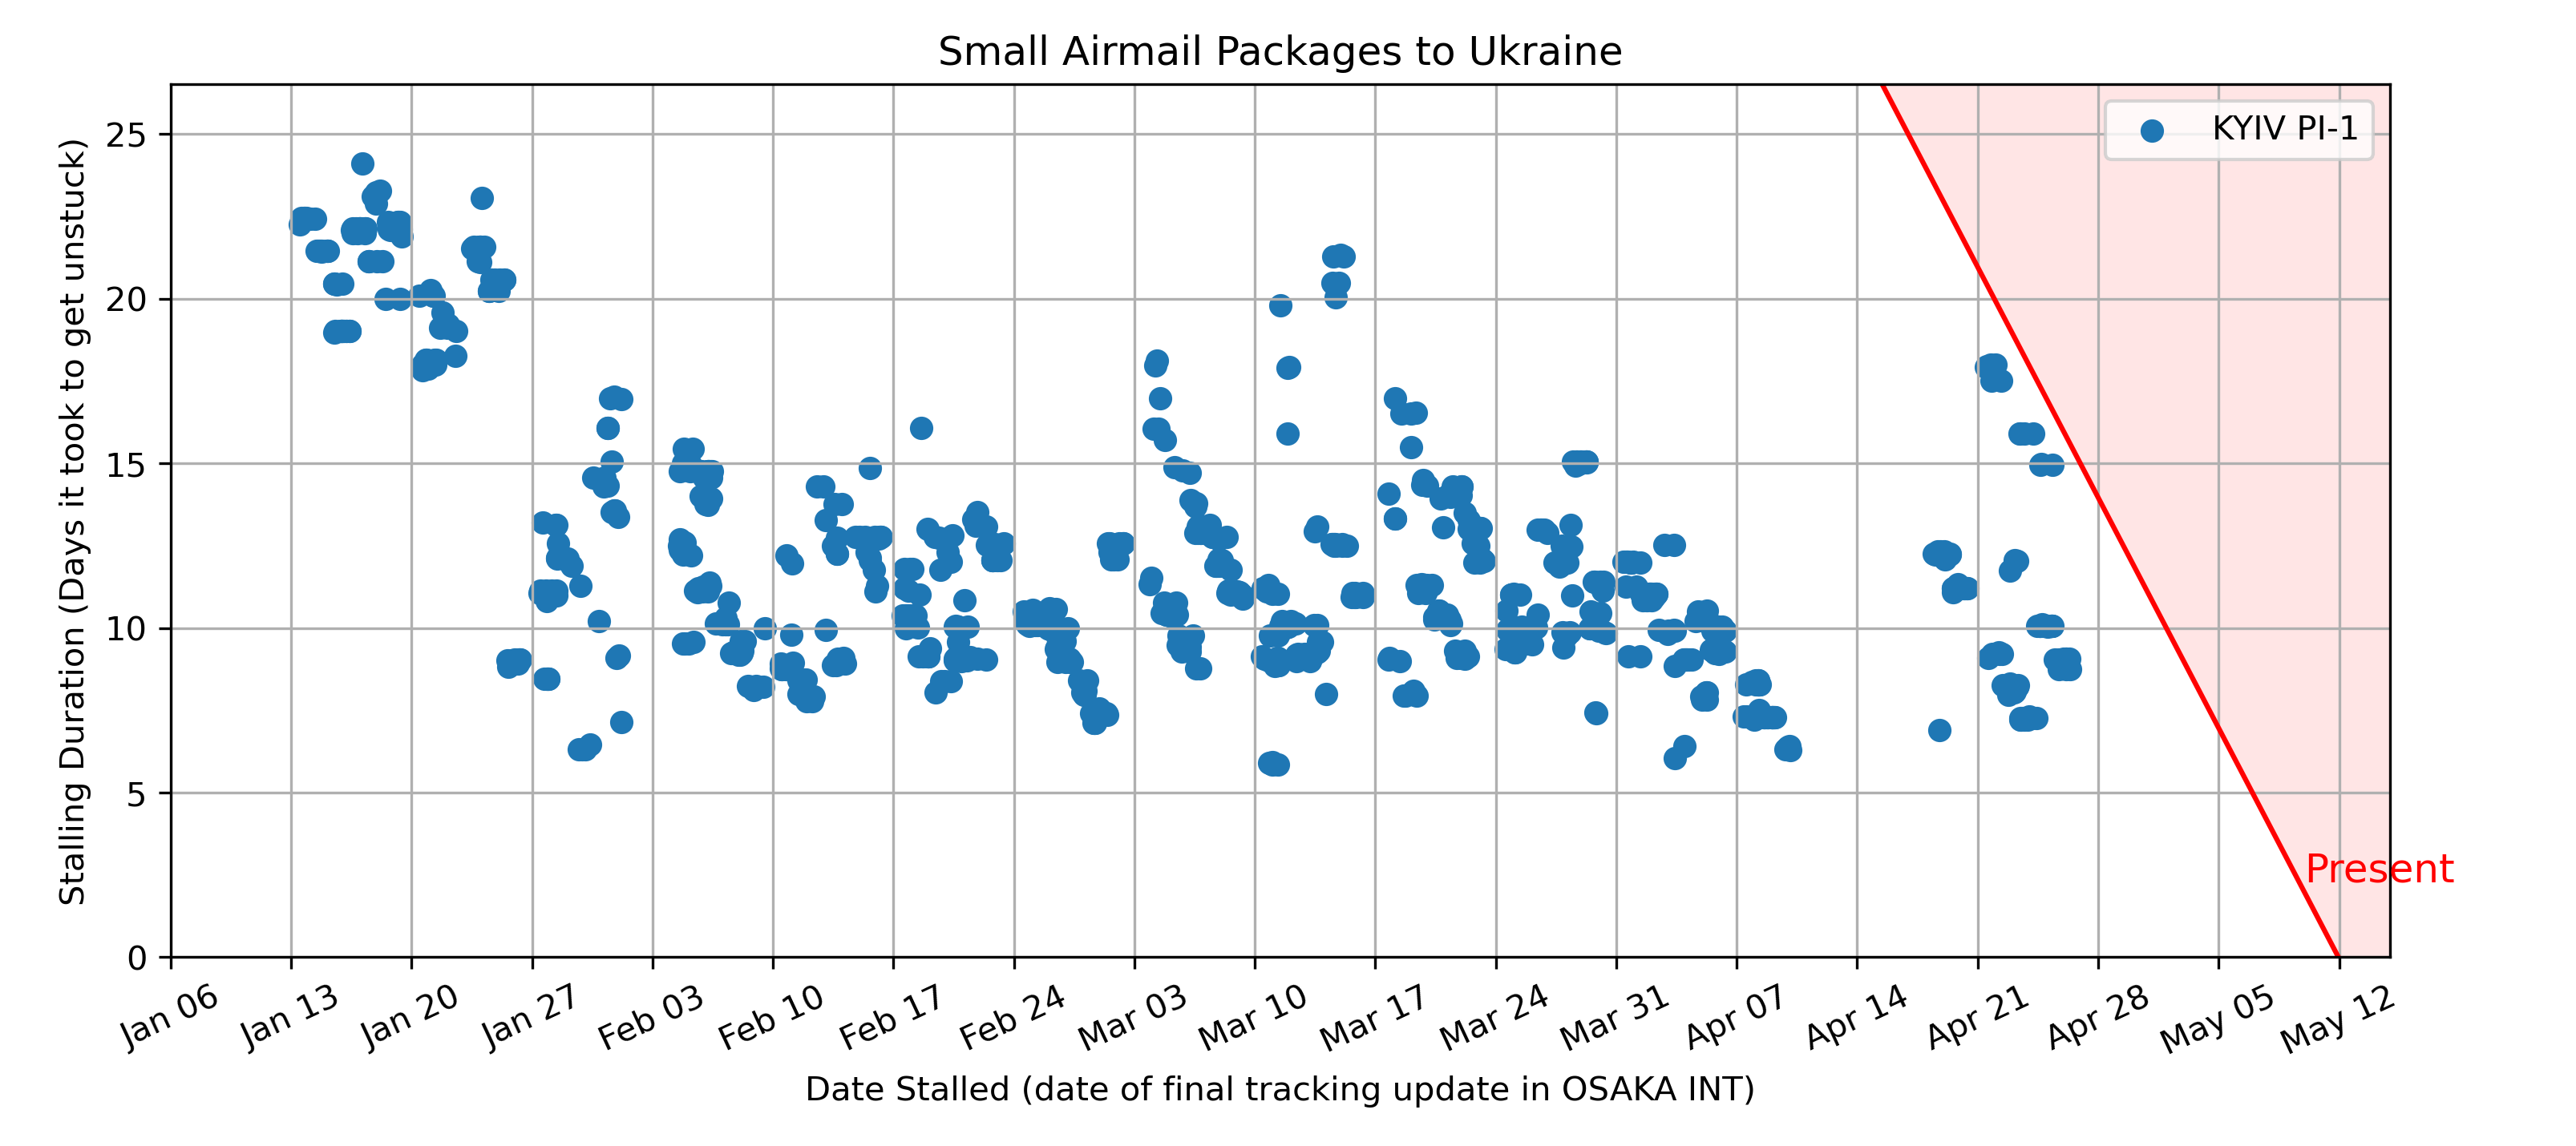 Small Airmail Packages to Ukraine
KYIV PI-1
Stalling Duration (Days it took to get unstuck)
25
20
15
10
5
0
Present
Jan 06
Jan 13
Jan 20
Jan 27
Feb 03
Feb 10
Feb 17
Feb 24
Mar 03
Mar 10
Mar 17
Mar 24
Mar 31
Apr 07
Apr 14
Apr 21
Apr 28
May 05
May 12
Date Stalled (date of final tracking update in OSAKA INT)